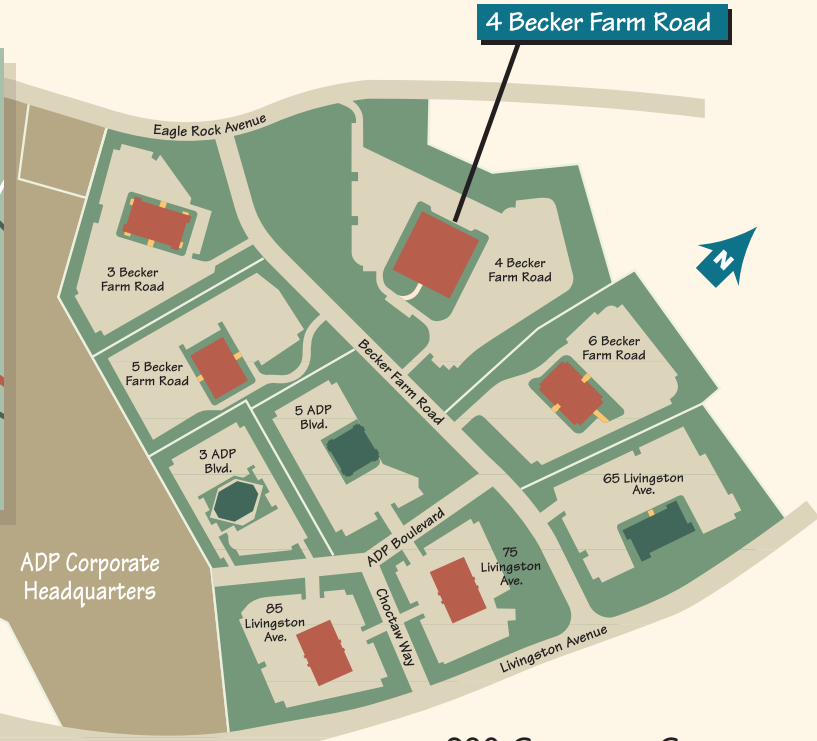 4 Becker Farm Road
Eagle Rock Avenue
N
3 Becker
Farm Road
4 Becker
Farm Road
6 Becker
Farm Road
5 Becker
Farm Road
Becker Farm Road
5 ADP
Blvd.
3 ADP
Blvd.
65 Livingston
Ave.
ADP Boulevard
75
Livingston
Ave.
ADP Corporate
Headquarters
Choctaw Way
85
Livingston
Ave.
Livingston Avenue